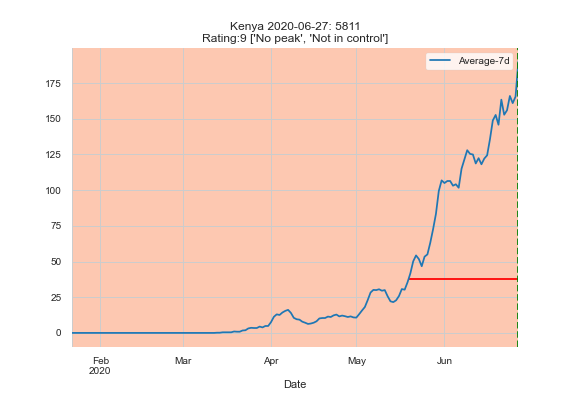 Kenya 2020-06-27: 5811
Rating:9 ['No peak', 'Not in control']
Average-7d
175
150
125
100
75
50
25
0
Feb
2020
Mar
Apr
May
Jun
Date